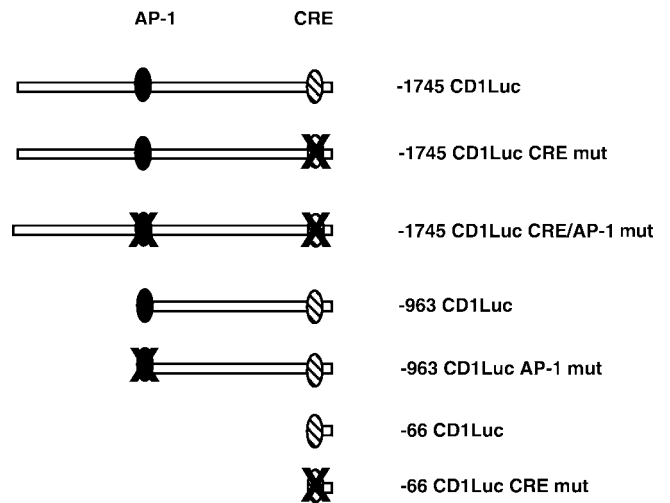 AP-1 CRE
-1745 CD1Luc
-1745 CD1Luc CRE mut
-1745 CD1Luc CRE/AP-1 mut
-963 CD1Luc
-963 CD1Luc AP-1 mut
-66 CD1Luc
-66 CD1Luc CRE mut